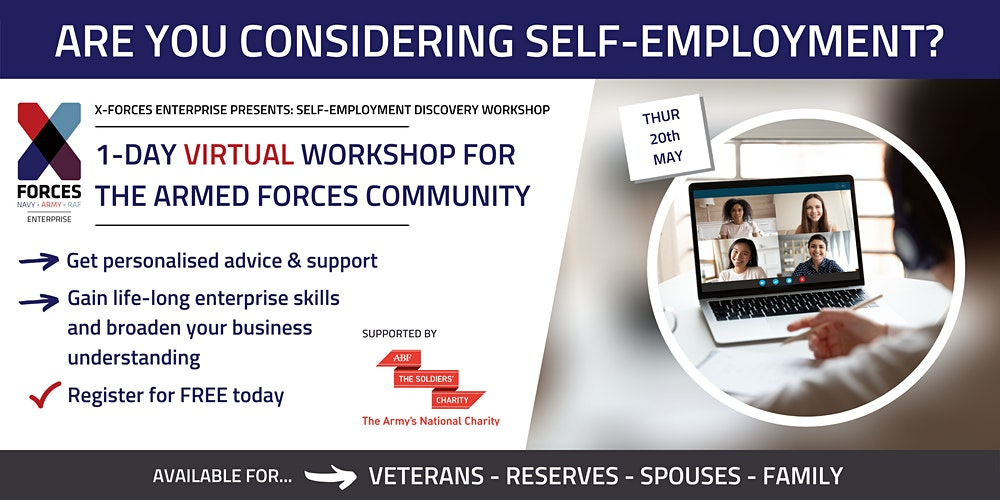 ARE YOU CONSIDERING SELF-EMPLOYMENT?
X-FORCES ENTERPRISE PRESENTS: SELF-EMPLOYMENT DISCOVERY WORKSHOP
FORCES
NAVY • ARMY • RAF
ENTERPRISE
1-DAY VIRTUAL WORKSHOP FOR
THE ARMED FORCES COMMUNITY
THUR
20th
MAY
Get personalised advice & support
Gain life-long enterprise skills
and broaden your business
understanding
Register for FREE today
SUPPORTED BY
ABF
THE SOLDIERS'
CHARITY
The Army's National Charity
AVAILABLE FOR... VETERANS - RESERVES - SPOUSES - FAMILY